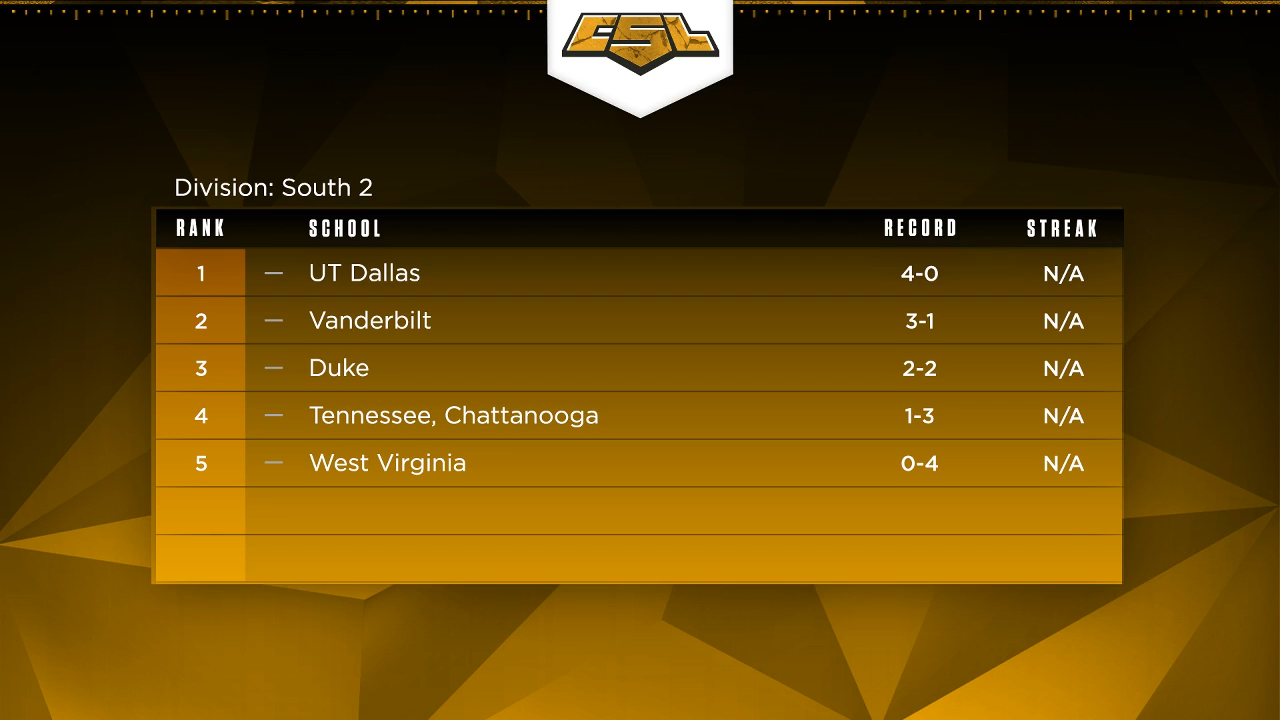 CSL
Division: South 2
RANK SCHOOL RECORD STREAK
1 — UT Dallas 4-0 N/A
2 — Vanderbilt 3-1 N/A
3 — Duke 2-2 N/A
4 — Tennessee, Chattanooga 1-3 N/A
5 — West Virginia 0-4 N/A